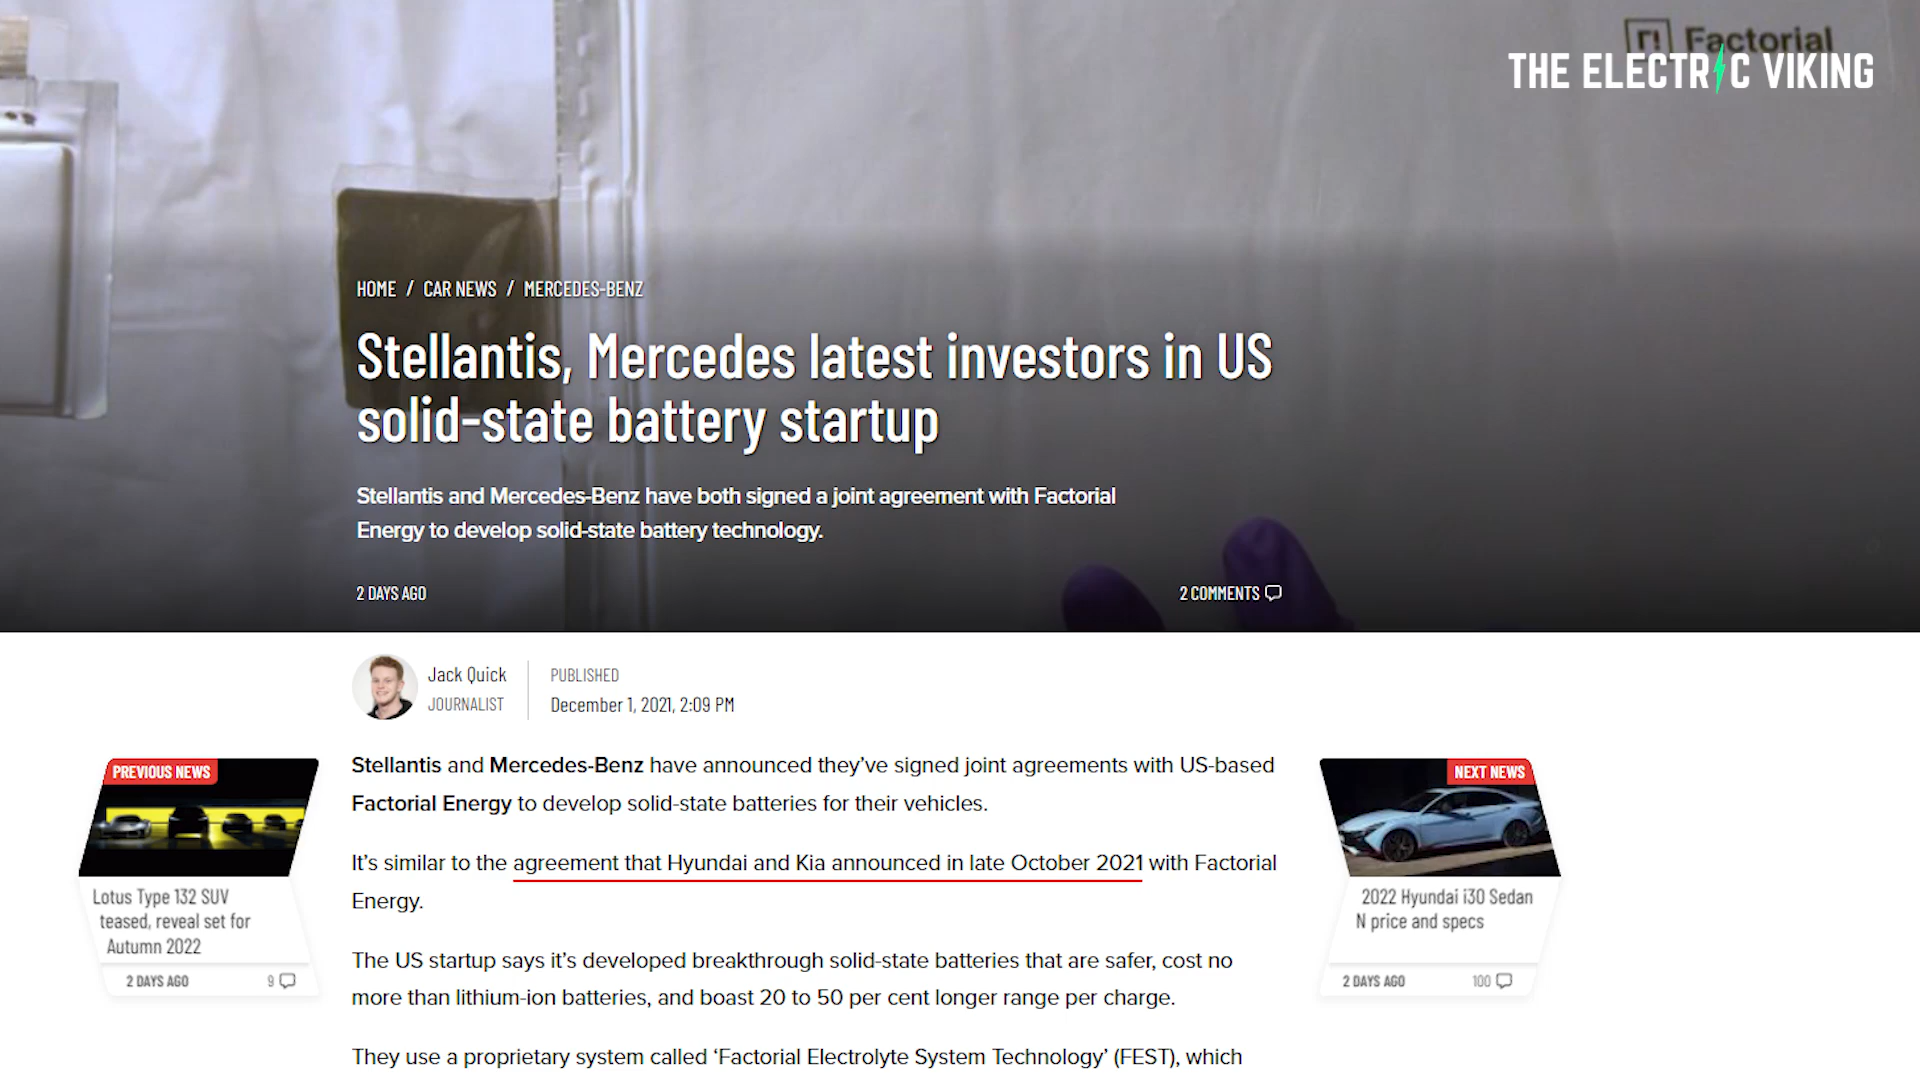 Factorial
THE ELECTRIC VIKING
HOME / CAR NEWS / MERCEDES-BENZ
Stellantis, Mercedes latest investors in US
solid-state battery startup
Stellantis and Mercedes-Benz have both signed a joint agreement with Factorial
Energy to develop solid-state battery technology.
2 DAYS AGO
2 COMMENTS
Jack Quick
JOURNALIST
PUBLISHED
December 1, 2021, 2:09 PM
Stellantis and Mercedes-Benz have announced they’ve signed joint agreements with US-based
Factorial Energy to develop solid-state batteries for their vehicles.
It’s similar to the agreement that Hyundai and Kia announced in late October 2021 with Factorial
Energy.
The US startup says it’s developed breakthrough solid-state batteries that are safer, cost no
more than lithium-ion batteries, and boast 20 to 50 per cent longer range per charge.
They use a proprietary system called ‘Factorial Electrolyte System Technology’ (FEST), which
PREVIOUS NEWS
Lotus Type 132 SUV
teased, reveal set for
Autumn 2022
2 DAYS AGO
9
NEXT NEWS
2022 Hyundai i30 Sedan
N price and specs
2 DAYS AGO
100